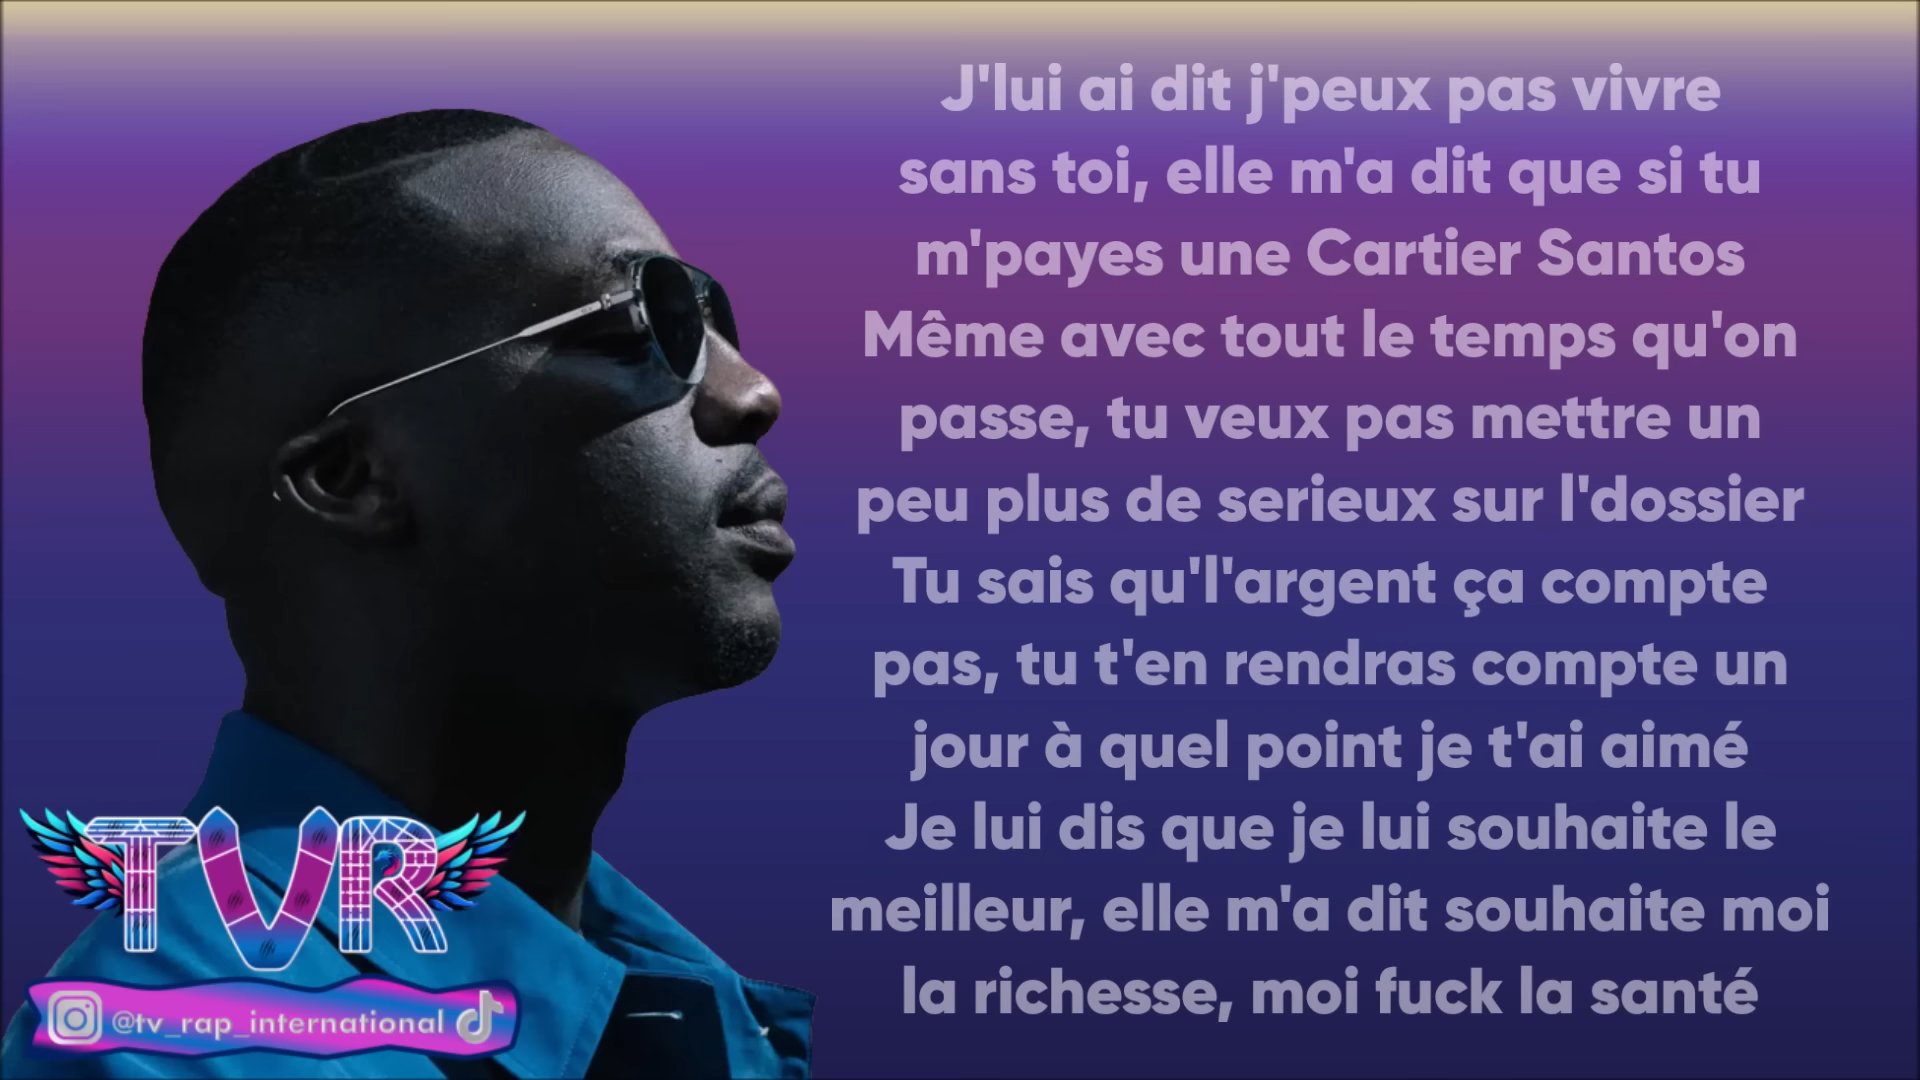 J'lui ai dit j'peux pas vivre
sans toi, elle m'a dit que si tu
m'payes une Cartier Santos
Même avec tout le temps qu'on
passe, tu veux pas mettre un
peu plus de serieux sur l'dossier
Tu sais qu'l'argent ça compte
pas, tu t'en rendras compte un
jour à quel point je t'ai aimé
Je lui dis que je lui souhaite le
meilleur, elle m'a dit souhaite moi
la richesse, moi fuck la santé
TVR
@tv_rap_international